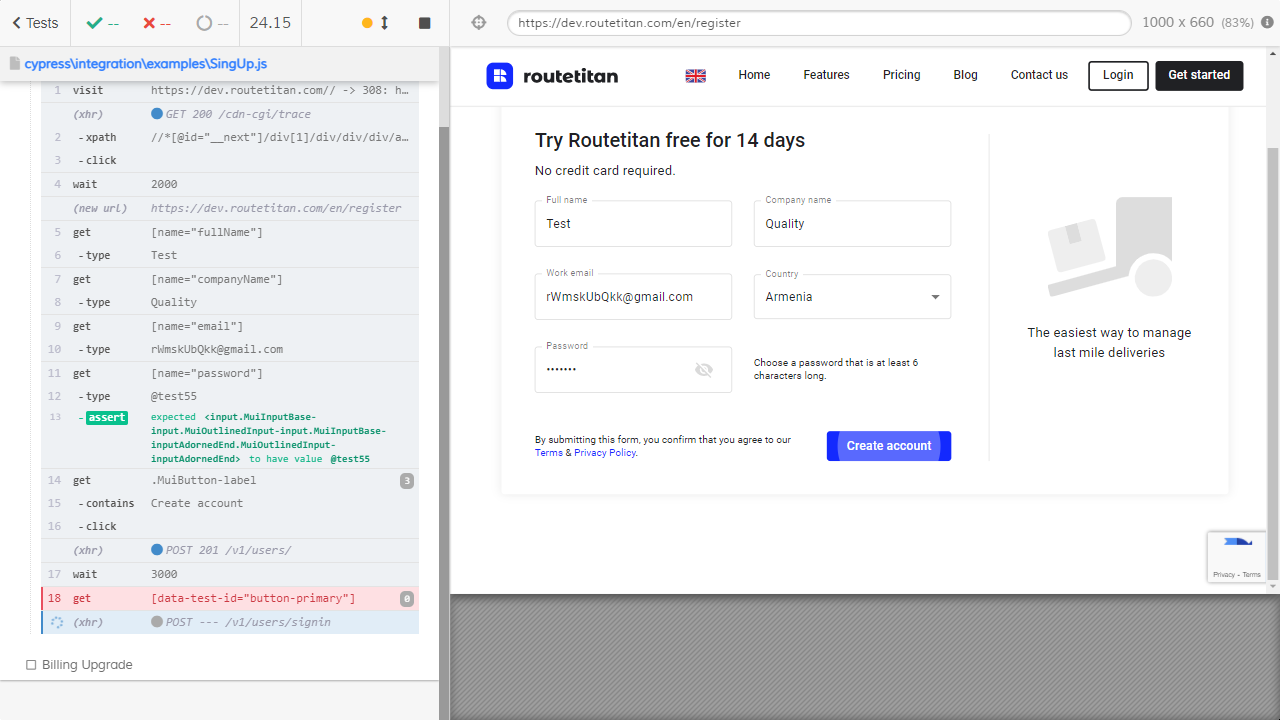 Tests
--
--
--
24.15
https://dev.routetitan.com/en/register
1000 x 660 (83%)
cypress\integration\examples\SingUp.js
1 visit https://dev.routetitan.com// -> 308: h…
(xhr) GET 200 /cdn-cgi/trace
2 -xpath //*[@id="__next"]/div[1]/div/div/div/a…
3 -click
4 wait 2000
(new url) https://dev.routetitan.com/en/register
5 get [name="fullName"]
6 -type Test
7 get [name="companyName"]
8 -type Quality
9 get [name="email"]
10 -type rWmskUbQkk@gmail.com
11 get [name="password"]
12 -type @test55
13 -assert expected <input.MuiInputBase-
input.MuiOutlinedInput-input.MuiInputBase-
inputAdornedEnd.MuiOutlinedInput-
inputAdornedEnd> to have value @test55
14 get .MuiButton-label 3
15 -contains Create account
16 -click
(xhr) POST 201 /v1/users/
17 wait 3000
18 get [data-test-id="button-primary"] 0
(xhr) POST --- /v1/users/signin
Billing Upgrade
routetitan
Home
Features
Pricing
Blog
Contact us
Login
Get started
Try Routetitan free for 14 days
No credit card required.
Full name
Test
Company name
Quality
Work email
rWmskUbQkk@gmail.com
Country
Armenia
Password
•••••••
Choose a password that is at least 6
characters long.
By submitting this form, you confirm that you agree to our
Terms & Privacy Policy.
Create account
The easiest way to manage
last mile deliveries
Privacy - Terms